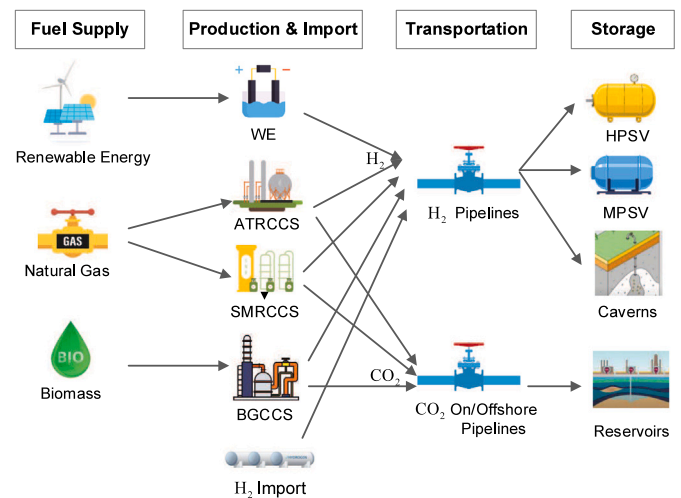 Fuel Supply
Production & Import
Transportation
Storage
+
−
WE
Renewable Energy
H₂
HPSV
H₂ Pipelines
MPSV
ATRCCS
GAS
Natural Gas
SMRCCS
Caverns
BIO
Biomass
BGCCS
CO₂
CO₂ On/Offshore
Pipelines
Reservoirs
H₂ Import